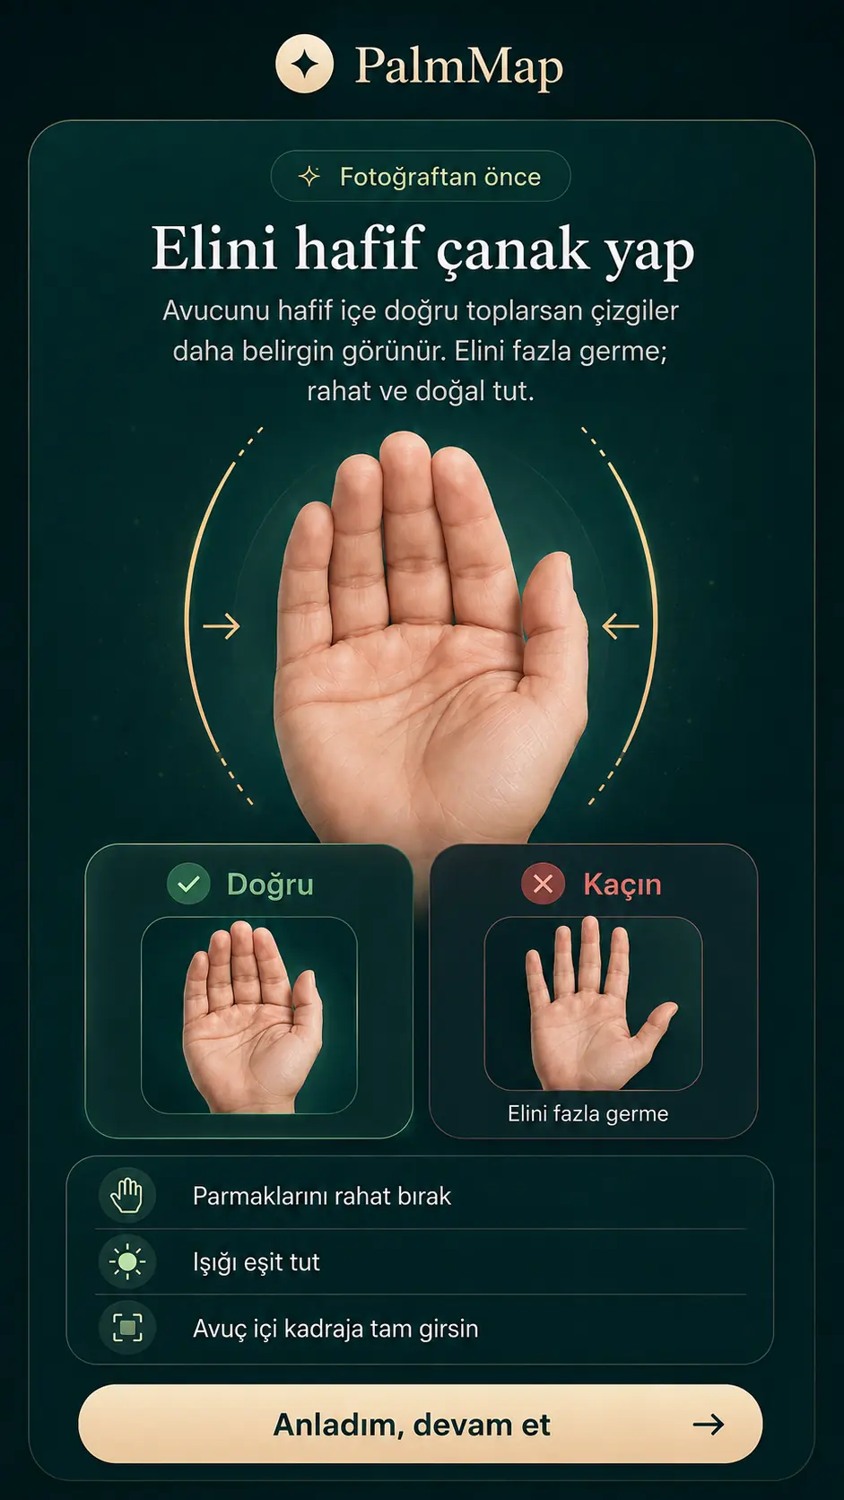 PalmMap
Fotoğraftan önce
Elini hafif çanak yap
Avucunu hafif içe doğru toplarsan çizgiler
daha belirgin görünür. Elini fazla germe;
rahat ve doğal tut.
Doğru
Kaçın
Elini fazla germe
Parmaklarını rahat bırak
Işığı eşit tut
Avuç içi kadraja tam girsin
Anladım, devam et